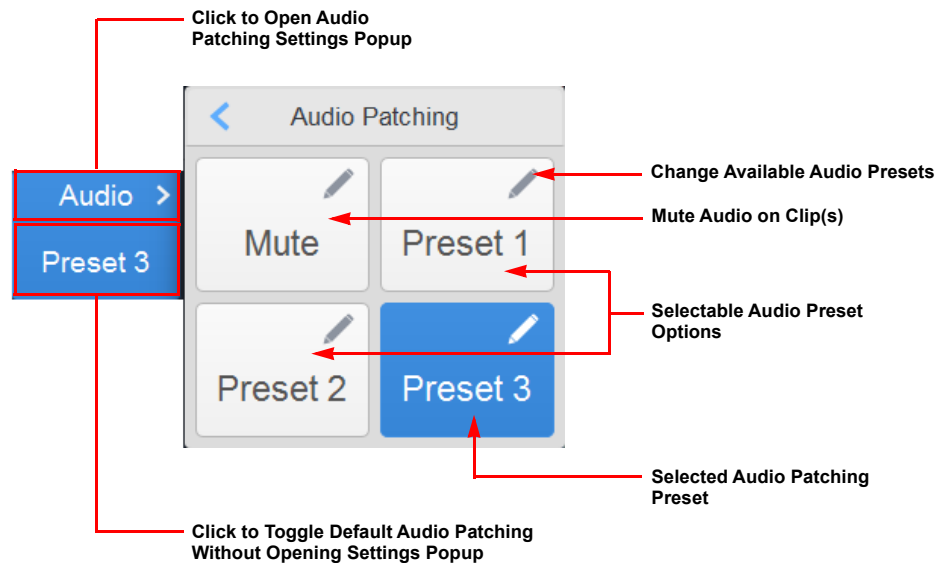 Click to Open Audio
Patching Settings Popup
Audio Patching
Audio >
Preset 3
Mute
Preset 1
Preset 2
Preset 3
Change Available Audio Presets
Mute Audio on Clip(s)
Selectable Audio Preset
Options
Selected Audio Patching
Preset
Click to Toggle Default Audio Patching
Without Opening Settings Popup